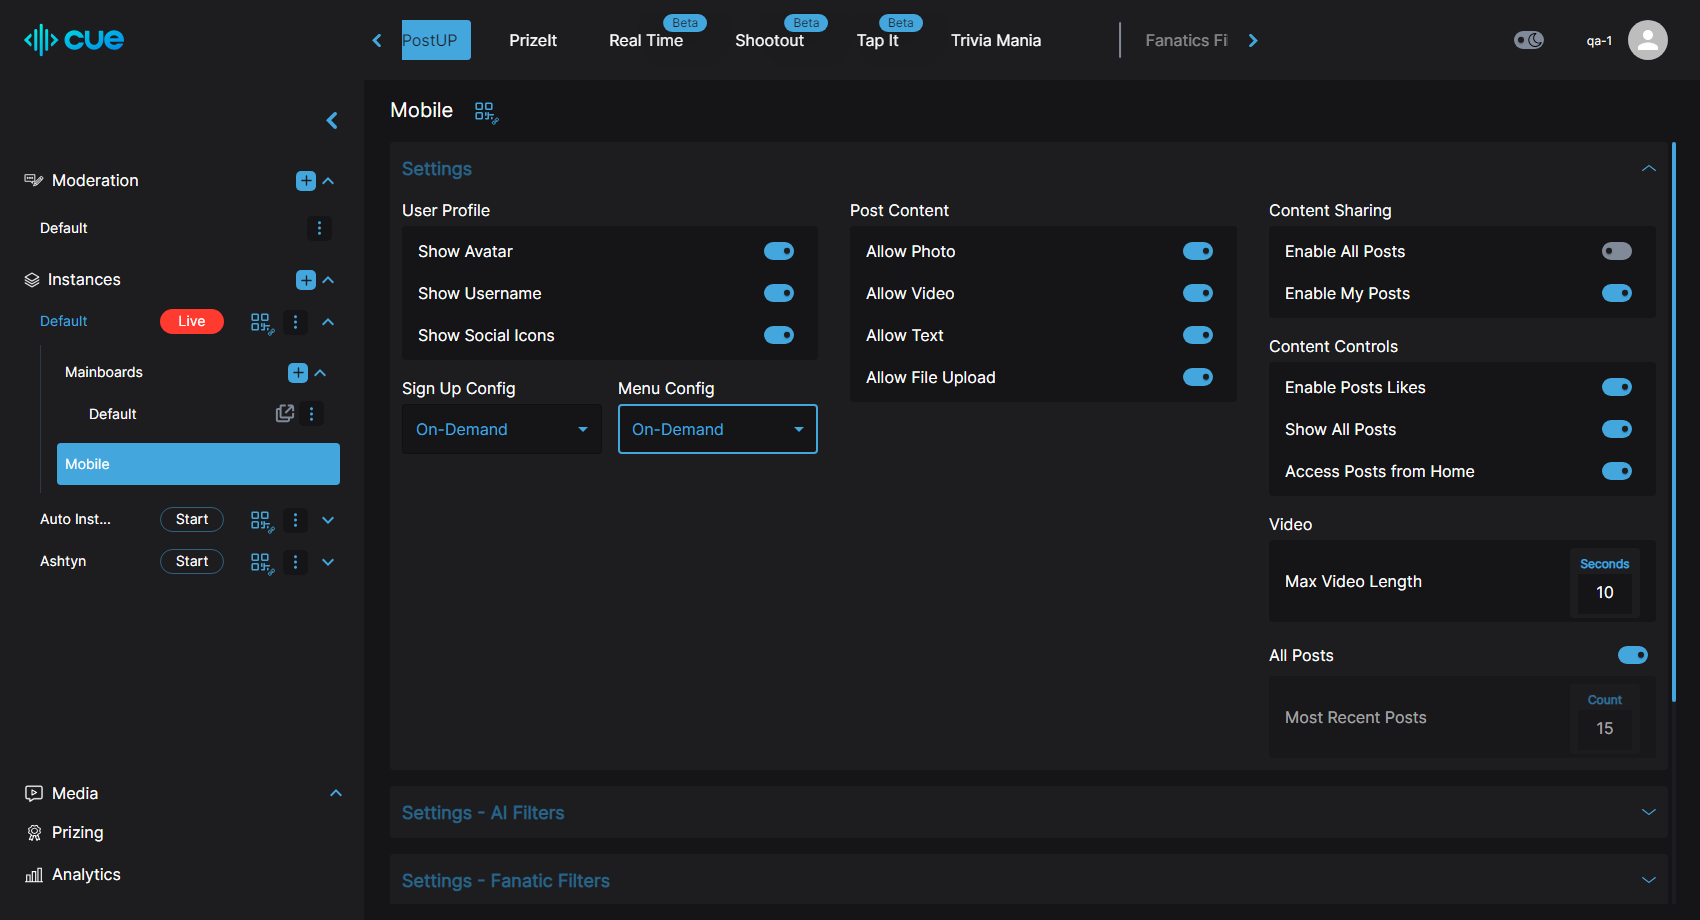 cue
PostUP
PrizeIt
Real Time
Beta
Shootout
Beta
Tap It
Beta
Trivia Mania
Fanatics Fi
qa-1
Moderation
Default
Instances
Default
Live
Mainboards
Default
Mobile
Auto Inst...
Start
Ashtyn
Start
Media
Prizing
Analytics
Mobile
Settings
User Profile
Show Avatar
Show Username
Show Social Icons
Sign Up Config
On-Demand
Menu Config
On-Demand
Post Content
Allow Photo
Allow Video
Allow Text
Allow File Upload
Content Sharing
Enable All Posts
Enable My Posts
Content Controls
Enable Posts Likes
Show All Posts
Access Posts from Home
Video
Max Video Length
Seconds
10
All Posts
Most Recent Posts
Count
15
Settings - AI Filters
Settings - Fanatic Filters